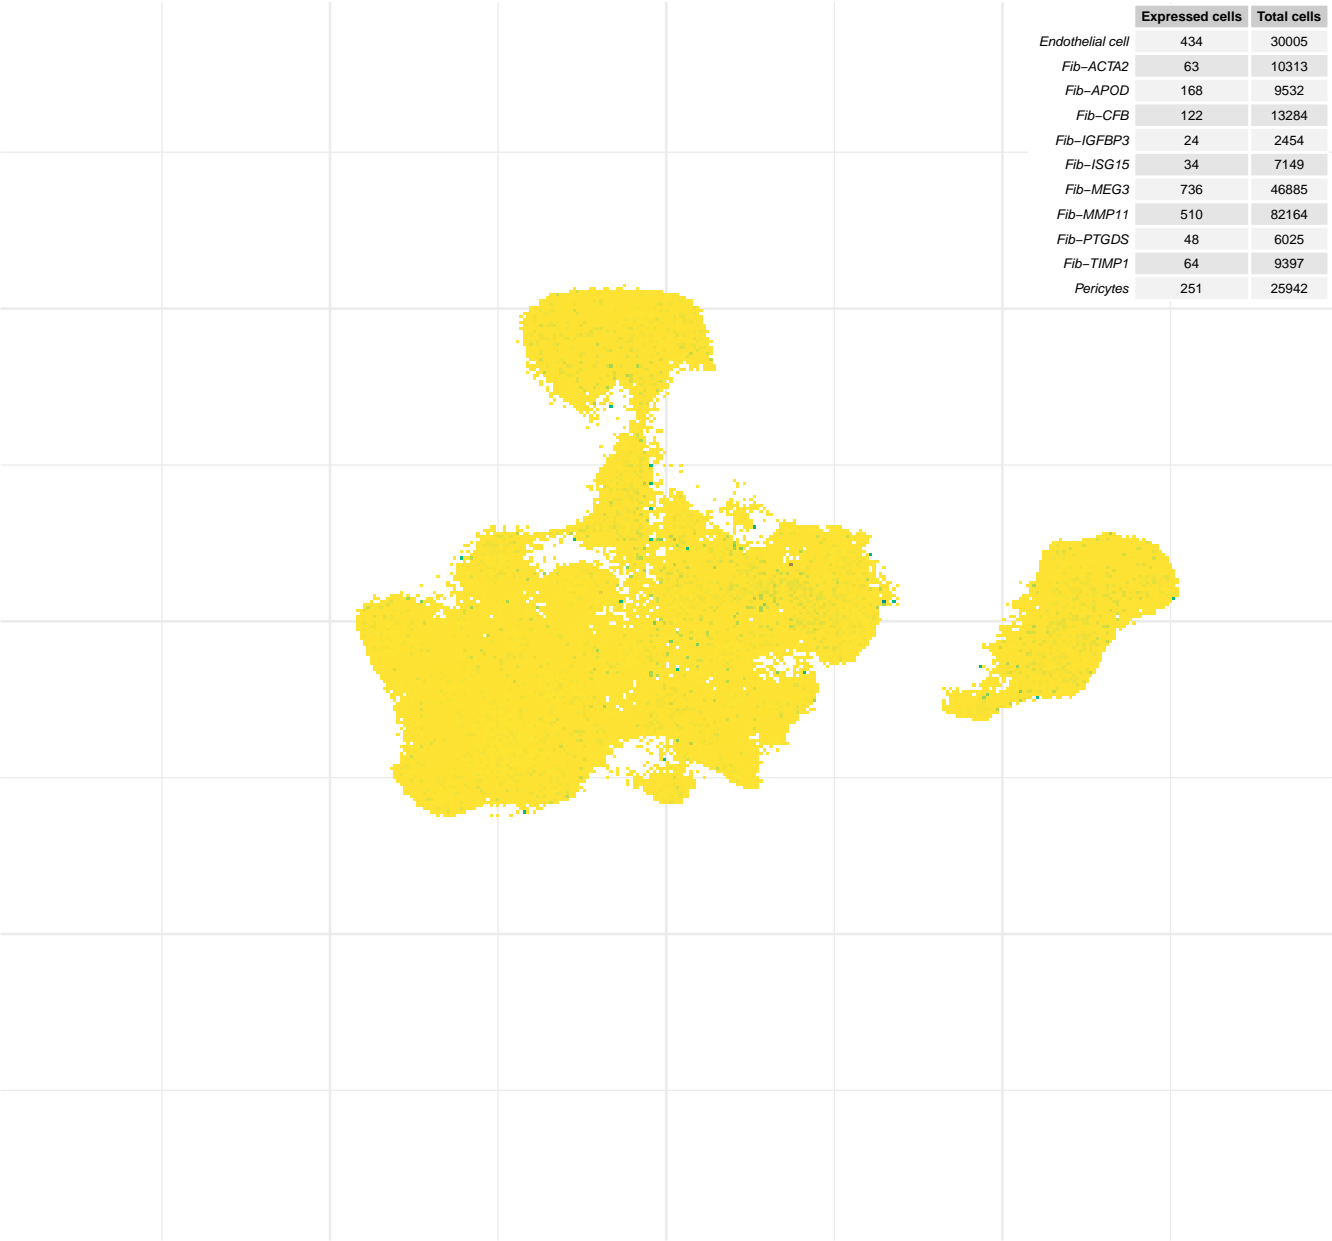 Expressed cells Total cells
Endothelial cell 434 30005
Fib−ACTA2 63 10313
Fib−APOD 168 9532
Fib−CFB 122 13284
Fib−IGFBP3 24 2454
Fib−ISG15 34 7149
Fib−MEG3 736 46885
Fib−MMP11 510 82164
Fib−PTGDS 48 6025
Fib−TIMP1 64 9397
Pericytes 251 25942